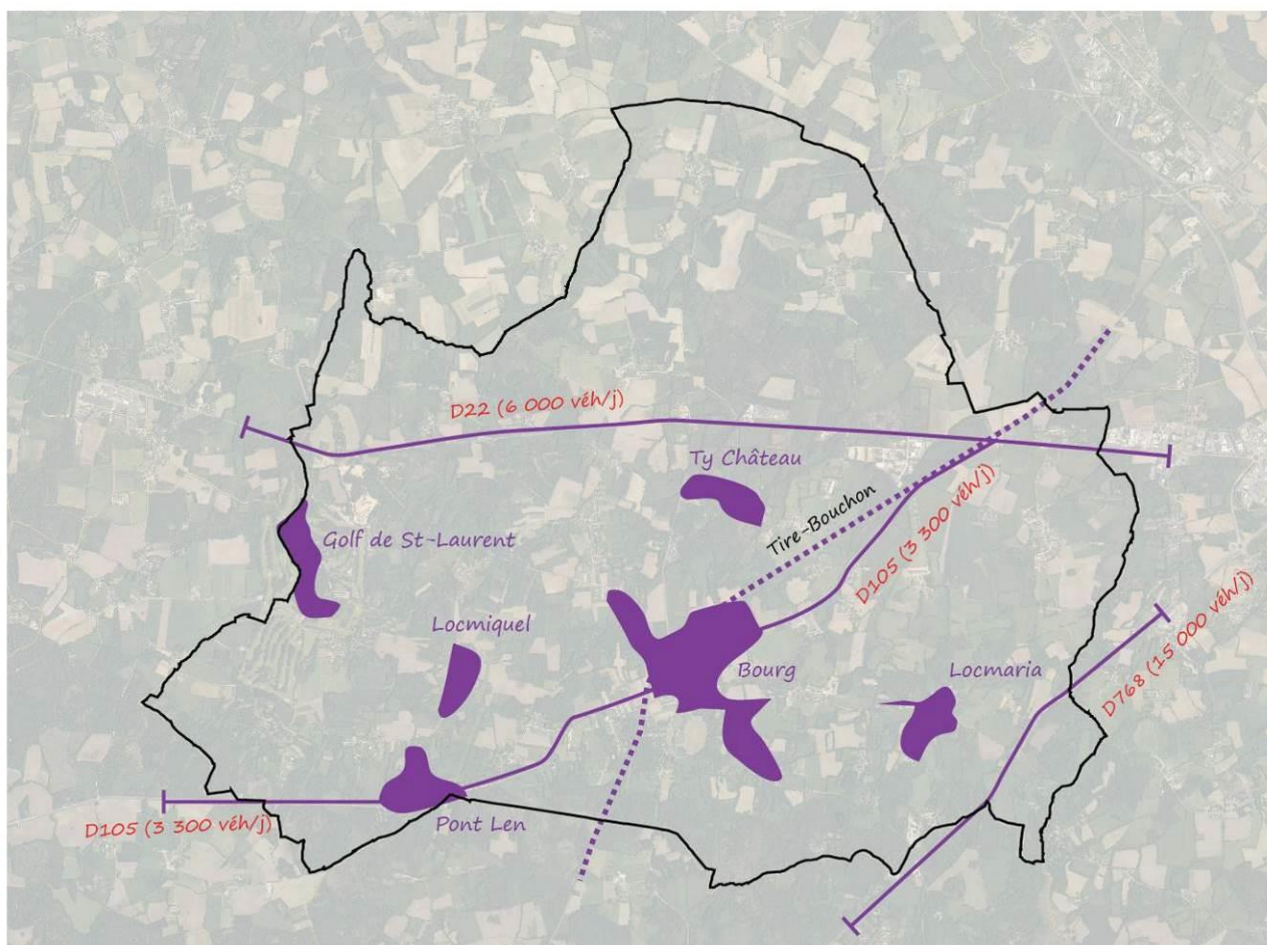 D22 (6 000 véh/j)
Ty Château
Tire-Bouchon
Golf de St-Laurent
D105 (3 300 véh/j)
Locmiquel
Bourg
Locmaria
D768 (15 000 véh/j)
D105 (3 300 véh/j)
Pont Len